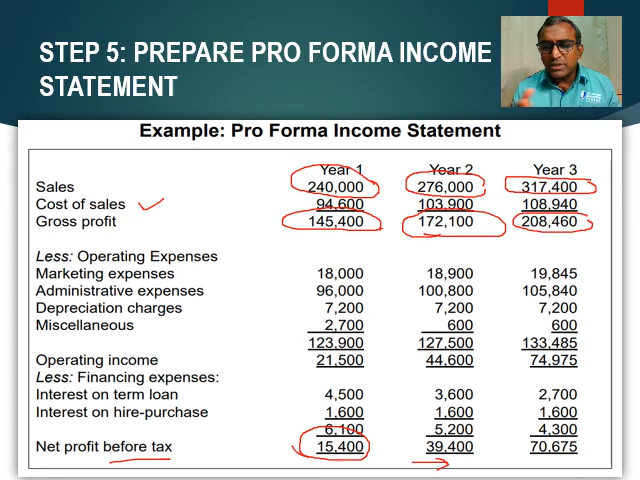 STEP 5: PREPARE PRO FORMA INCOME
STATEMENT
Example: Pro Forma Income Statement
Year 1 Year 2 Year 3
Sales 240,000 276,000 317,400
Cost of sales 94,600 103,900 108,940
Gross profit 145,400 172,100 208,460
Less: Operating Expenses
Marketing expenses 18,000 18,900 19,845
Administrative expenses 96,000 100,800 105,840
Depreciation charges 7,200 7,200 7,200
Miscellaneous 2,700 600 600
123,900 127,500 133,485
Operating income 21,500 44,600 74,975
Less: Financing expenses:
Interest on term loan 4,500 3,600 2,700
Interest on hire-purchase 1,600 1,600 1,600
6,100 5,200 4,300
Net profit before tax 15,400 39,400 70,675